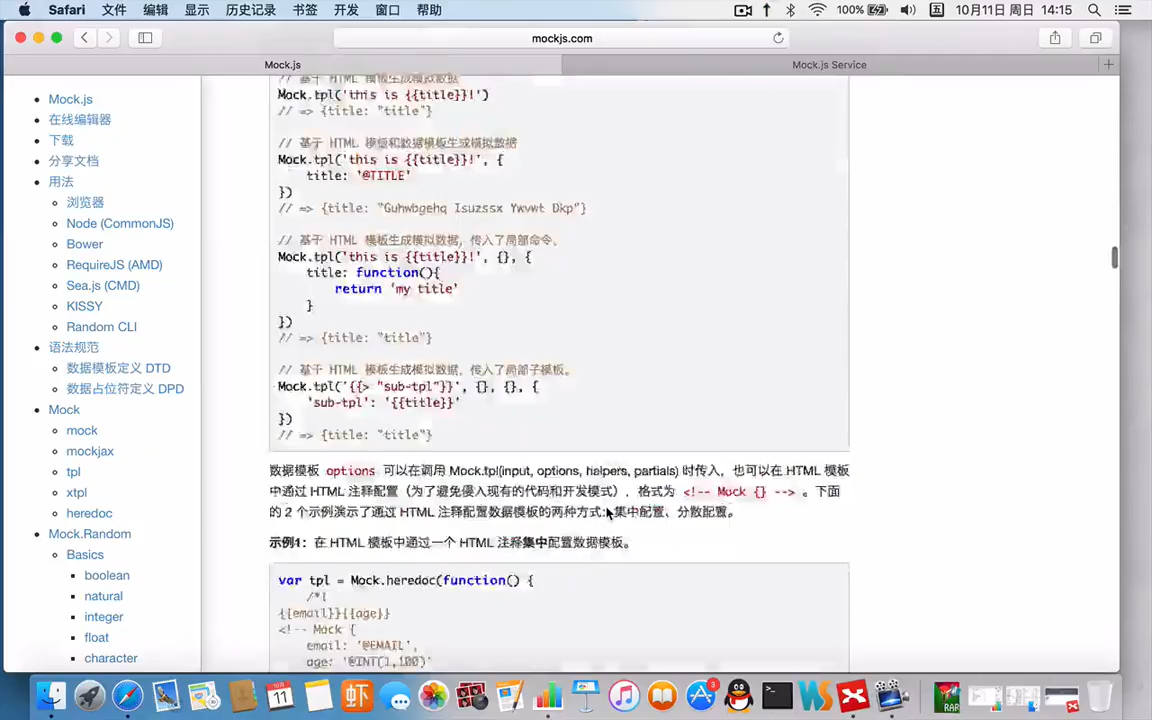 Safari 文件 编辑 显示 历史记录 书签 开发 窗口 帮助 100% 五 10月11日 周日 14:15
mockjs.com
Mock.js Mock.js Service
Mock.js
在线编辑器
下载
分享文档
用法
浏览器
Node (CommonJS)
Bower
RequireJS (AMD)
Sea.js (CMD)
KISSY
Random CLI
语法规范
数据模板定义 DTD
数据占位符定义 DPD
Mock
mock
mockjax
tpl
xtpl
heredoc
Mock.Random
Basics
boolean
natural
integer
float
character
// 基于 HTML 模板生成模拟数据
Mock.tpl('this is {{title}}!')
// => {title: "title"}
// 基于 HTML 模板和数据模板生成模拟数据
Mock.tpl('this is {{title}}!', {
title: '@TITLE'
})
// => {title: "Guhwbgehq Isuzssx Ywvwt Dkp"}
// 基于 HTML 模板生成模拟数据，传入了局部命令。
Mock.tpl('this is {{title}}!', {}, {
title: function(){
return 'my title'
}
})
// => {title: "title"}
// 基于 HTML 模板生成模拟数据，传入了局部子模板。
Mock.tpl('{{> "sub-tpl"}}', {}, {}, {
'sub-tpl': '{{title}}'
})
// => {title: "title"}
数据模板 options 可以在调用 Mock.tpl(input, options, helpers, partials) 时传入，也可以在 HTML 模板
中通过 HTML 注释配置（为了避免侵入现有的代码和开发模式），格式为 <!-- Mock {} --> 。下面
的 2 个示例演示了通过 HTML 注释配置数据模板的两种方式：集中配置、分散配置。
示例1：在 HTML 模板中通过一个 HTML 注释集中配置数据模板。
var tpl = Mock.heredoc(function() {
/*!
{{email}}{{age}}
<!-- Mock {
email: '@EMAIL',
age: '@INT(1,100)'
11
虾
3
RAR